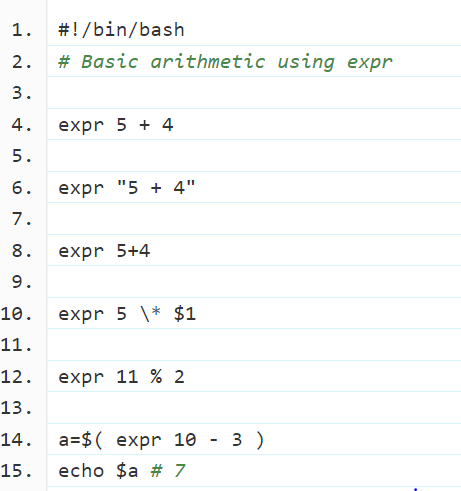 1. #!/bin/bash
2. # Basic arithmetic using expr
3.
4. expr 5 + 4
5.
6. expr "5 + 4"
7.
8. expr 5+4
9.
10. expr 5 \* $1
11.
12. expr 11 % 2
13.
14. a=$( expr 10 - 3 )
15. echo $a # 7